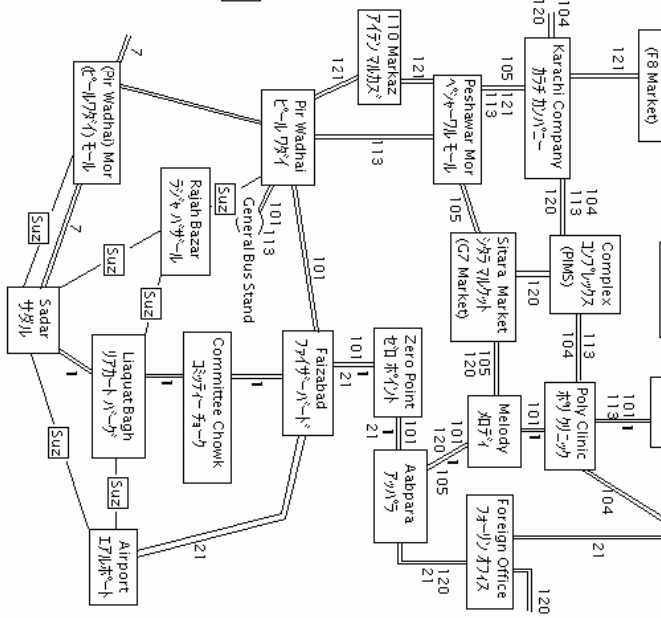 (F8 Market)
121
104
120
Karachi Company
カラチ カンパニー
105
121
113
104
113
120
Complex
コンプレックス
(PIMS)
113
104
Poly Clinic
ポリ クリニック
101
1
113
104
21
120
Peshawar Mor
ペシャーワル モール
105
Sitara Market
シタラ マルケット
(G7 Market)
120
105
120
Melody
メロディ
101
1
Foreign Office
フォーリン オフィス
I 10 Markaz
アイテン マルカズ
121
121
113
101
1
120
105
Zero Point
ゼロ ポイント
101
21
Aabpara
アッパラ
120
21
Pir Wadhai
ピール ワダイ
101
113
General Bus Stand
101
Faizabad
ファイザーバード
101
21
21
Suz
Rajah Bazar
ラジャ バザール
Committee Chowk
コミッティー チョーク
1
7
(Pir Wadhai) Mor
(ピールワダイ) モール
Suz
Suz
Liaquat Bagh
リアカート バーグ
1
Suz
Airport
エアルポート
7
Suz
Sadar
サダル
1
Suz